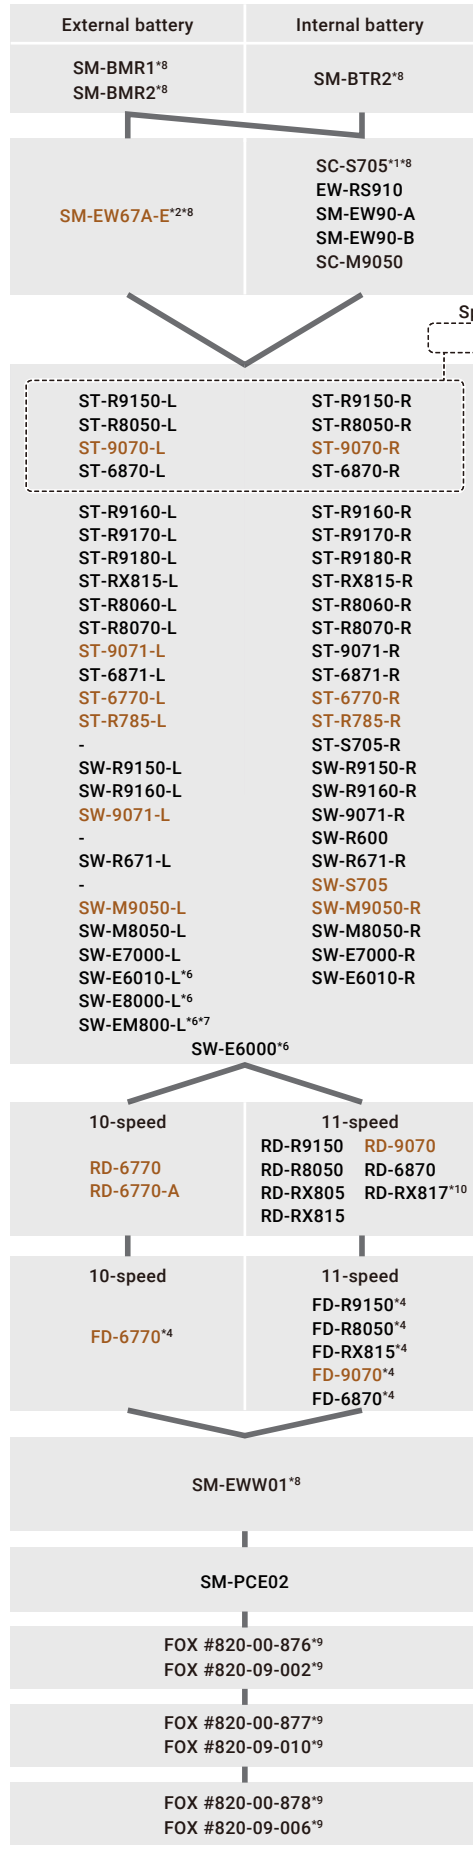 External battery
Internal battery
SM-BMR1*8
SM-BMR2*8
SM-BTR2*8
SM-EW67A-E*2*8
SC-S705*1*8
EW-RS910
SM-EW90-A
SM-EW90-B
SC-M9050
ST-R9150-L ST-R9150-R
ST-R8050-L ST-R8050-R
ST-9070-L ST-9070-R
ST-6870-L ST-6870-R
ST-R9160-L ST-R9160-R
ST-R9170-L ST-R9170-R
ST-R9180-L ST-R9180-R
ST-RX815-L ST-RX815-R
ST-R8060-L ST-R8060-R
ST-R8070-L ST-R8070-R
ST-9071-L ST-9071-R
ST-6871-L ST-6871-R
ST-6770-L ST-6770-R
ST-R785-L ST-R785-R
- ST-S705-R
SW-R9150-L SW-R9150-R
SW-R9160-L SW-R9160-R
SW-9071-L SW-9071-R
- SW-R600
SW-R671-L SW-R671-R
- SW-S705
SW-M9050-L SW-M9050-R
SW-M8050-L SW-M8050-R
SW-E7000-L SW-E7000-R
SW-E6010-L*6 SW-E6010-R
SW-E8000-L*6
SW-EM800-L*6*7
SW-E6000*6
10-speed
RD-6770
RD-6770-A
11-speed
RD-R9150 RD-9070
RD-R8050 RD-6870
RD-RX805 RD-RX817*10
RD-RX815
10-speed
FD-6770*4
11-speed
FD-R9150*4
FD-R8050*4
FD-RX815*4
FD-9070*4
FD-6870*4
SM-EWW01*8
SM-PCE02
FOX #820-00-876*9
FOX #820-09-002*9
FOX #820-00-877*9
FOX #820-09-010*9
FOX #820-00-878*9
FOX #820-09-006*9